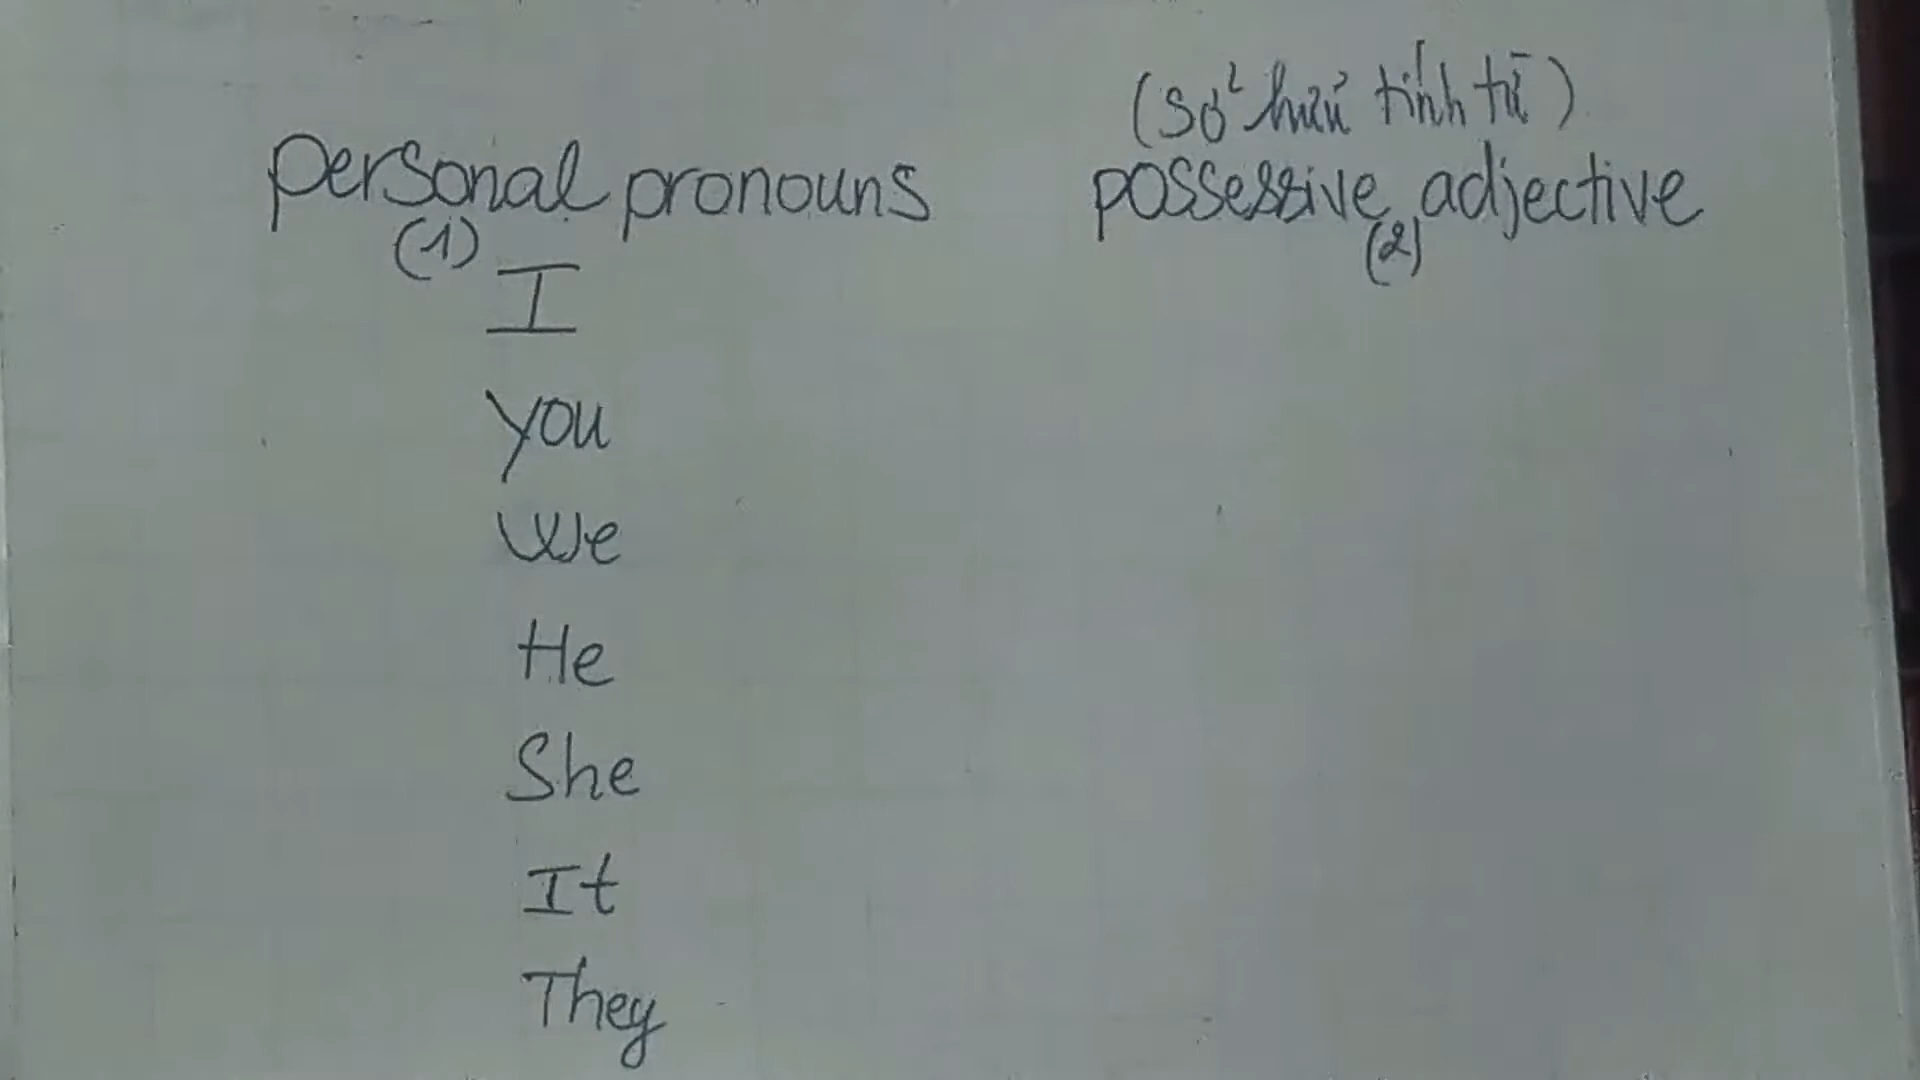 (sở hữu tính từ)
personal pronouns possessive adjective
(1) (2)
I
you
We
He
She
It
They